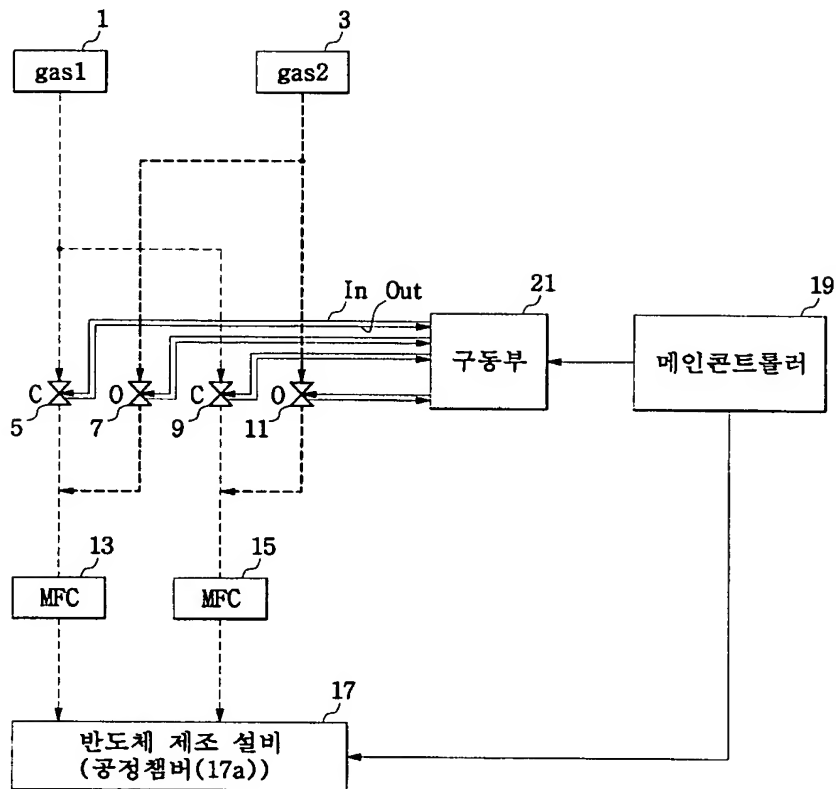 1
3
gas1
gas2
In Out
21
19
구동부
메인콘트롤러
C
O
C
O
5
7
9
11
13
15
MFC
MFC
17
반도체 제조 설비
(공정챔버(17a))